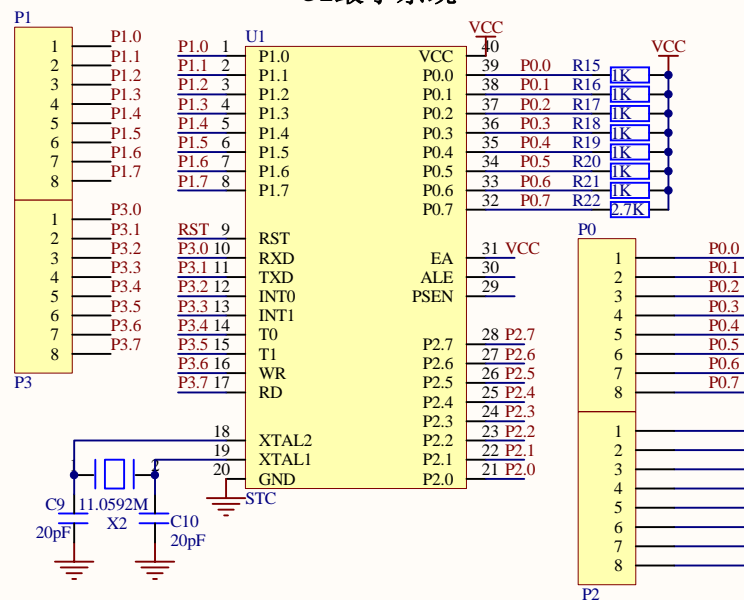 P1
1 P1.0
2 P1.1
3 P1.2
4 P1.3
5 P1.4
6 P1.5
7 P1.6
8 P1.7
1 P3.0
2 P3.1
3 P3.2
4 P3.3
5 P3.4
6 P3.5
7 P3.6
8 P3.7
P3
U1
P1.0 1 P1.0
P1.1 2 P1.1
P1.2 3 P1.2
P1.3 4 P1.3
P1.4 5 P1.4
P1.5 6 P1.5
P1.6 7 P1.6
P1.7 8 P1.7
RST 9 RST
P3.0 10 RXD
P3.1 11 TXD
P3.2 12 INT0
P3.3 13 INT1
P3.4 14 T0
P3.5 15 T1
P3.6 16 WR
P3.7 17 RD
18 XTAL2
19 XTAL1
20 GND
STC
VCC
VCC 40
P0.0 39 P0.0 R15 1K
P0.1 38 P0.1 R16 1K
P0.2 37 P0.2 R17 1K
P0.3 36 P0.3 R18 1K
P0.4 35 P0.4 R19 1K
P0.5 34 P0.5 R20 1K
P0.6 33 P0.6 R21 1K
P0.7 32 P0.7 R22 2.7K
VCC
EA 31 VCC
ALE 30
PSEN 29
P2.7 28 P2.7
P2.6 27 P2.6
P2.5 26 P2.5
P2.4 25 P2.4
P2.3 24 P2.3
P2.2 23 P2.2
P2.1 22 P2.1
P2.0 21 P2.0
1 2
C9 11.0592M
X2
20pF
C10
20pF
P0
1 P0.0
2 P0.1
3 P0.2
4 P0.3
5 P0.4
6 P0.5
7 P0.6
8 P0.7
1
2
3
4
5
6
7
8
P2